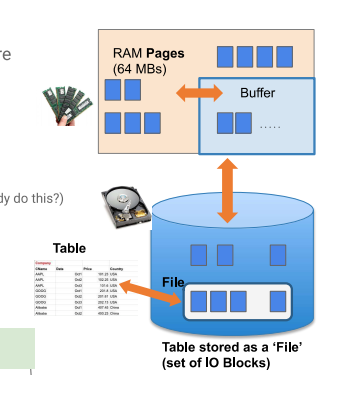 re
RAM Pages
(64 MBs)
Buffer
.....
dy do this?)
Table
Company
CName Date Price Country
AAPL Oct1 101.23 USA
AAPL Oct2 102.25 USA
AAPL Oct3 101.6 USA
GOOG Oct1 201.8 USA
GOOG Oct2 201.61 USA
GOOG Oct3 202.13 USA
Alibaba Oct1 407.45 China
Alibaba Oct2 400.23 China
File
Table stored as a 'File'
(set of IO Blocks)